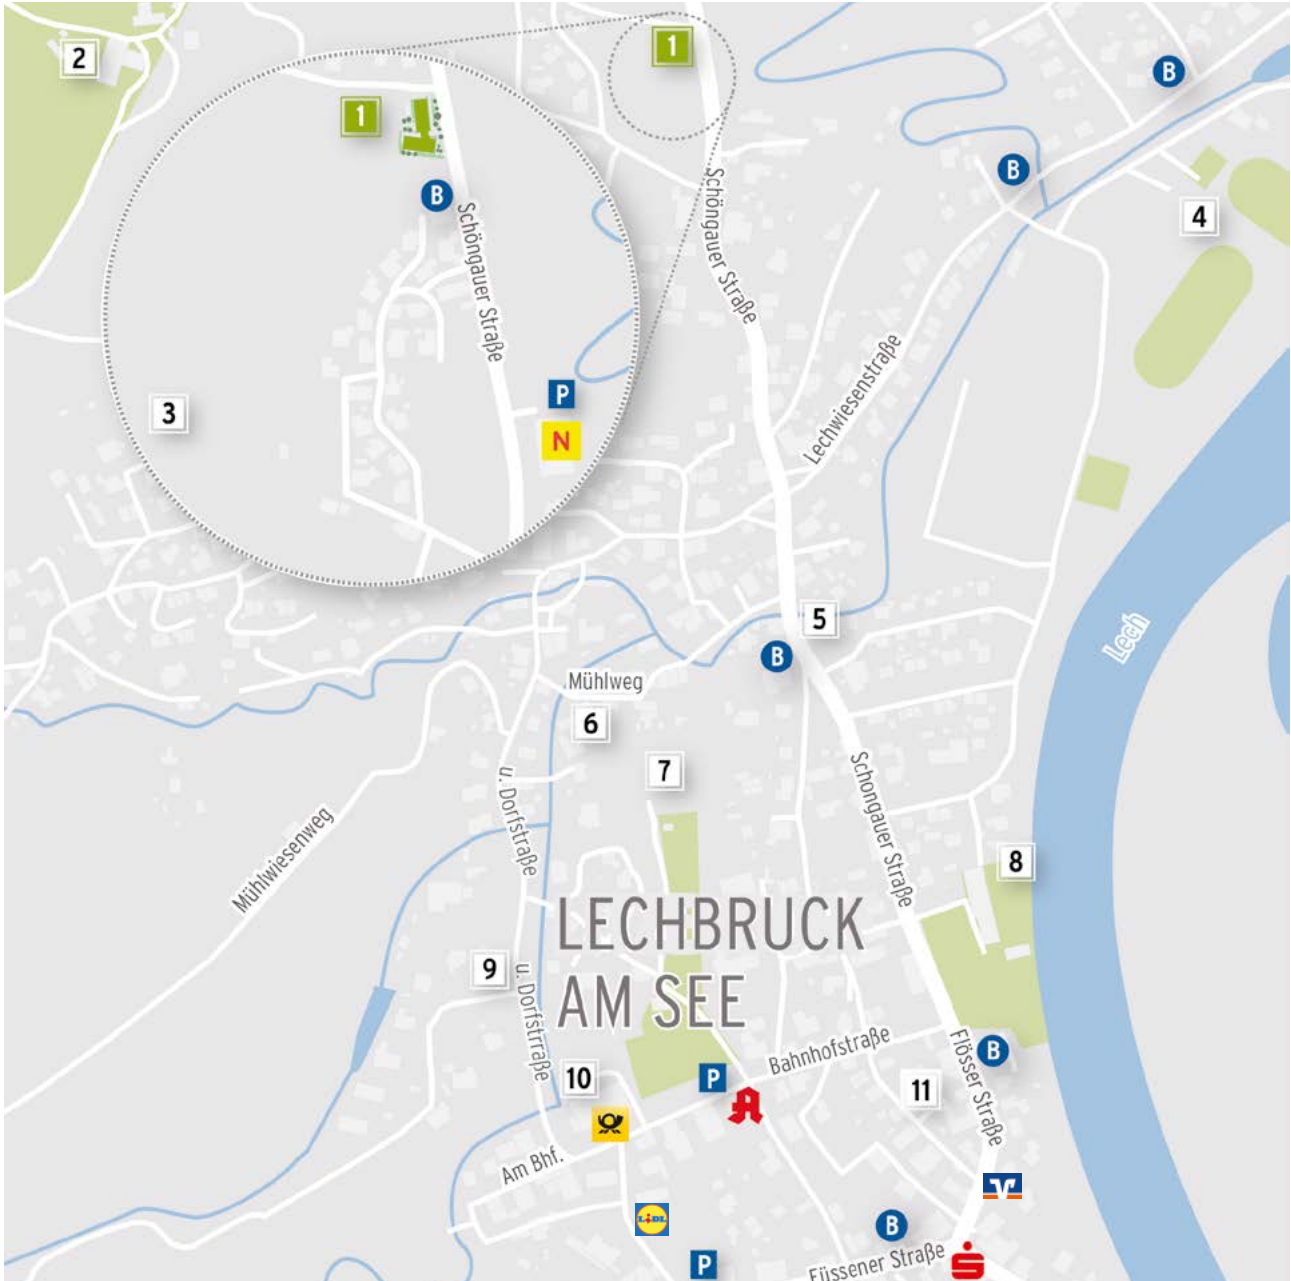 1
2
B
1
B
B
Schöngauer Straße
4
Schöngauer Straße
Lechwiesenstraße
P
3
N
5
Lech
B
Mühlweg
6
7
Schongauer Straße
u. Dorfstraße
Mühlwiesenweg
8
LECHBRUCK
AM SEE
9
u. Dorfstrraße
Flösser Straße
B
Bahnhofstraße
10
P
11
A
Am Bhf.
LIDL
B
Füssener Straße
P
S